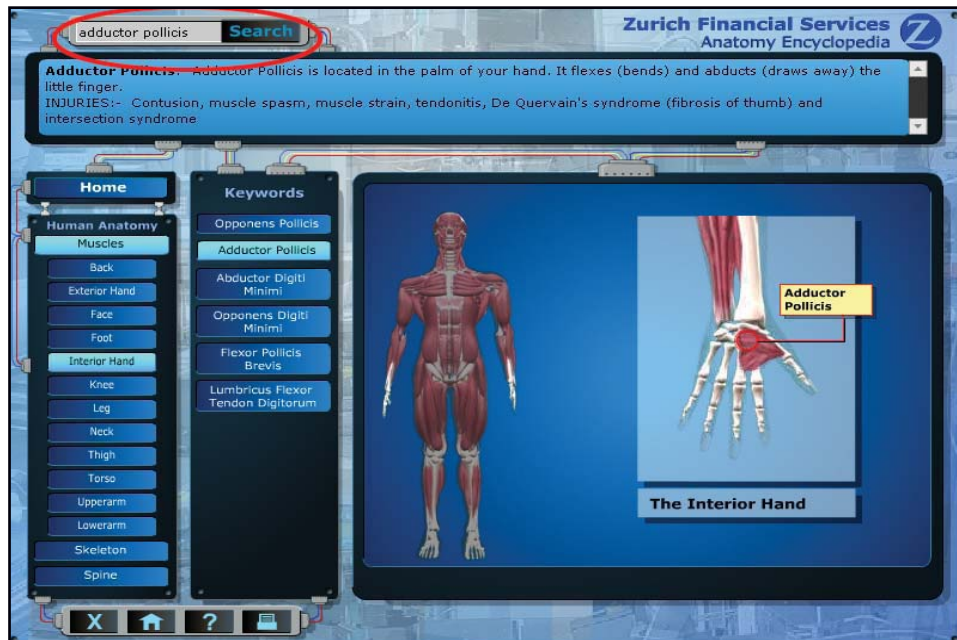 adductor pollicis Search
Zurich Financial Services
Anatomy Encyclopedia
Adductor Pollicis:- Adductor Pollicis is located in the palm of your hand. It flexes (bends) and abducts (draws away) the
little finger.
INJURIES:- Contusion, muscle spasm, muscle strain, tendonitis, De Quervain's syndrome (fibrosis of thumb) and
intersection syndrome
Home
Human Anatomy
Muscles
Back
Exterior Hand
Face
Foot
Interior Hand
Knee
Leg
Neck
Thigh
Torso
Upperarm
Lowerarm
Skeleton
Spine
Keywords
Opponens Pollicis
Adductor Pollicis
Abductor Digiti
Minimi
Opponens Digiti
Minimi
Flexor Pollicis
Brevis
Lumbricus Flexor
Tendon Digitorum
Adductor
Pollicis
The Interior Hand
X ?